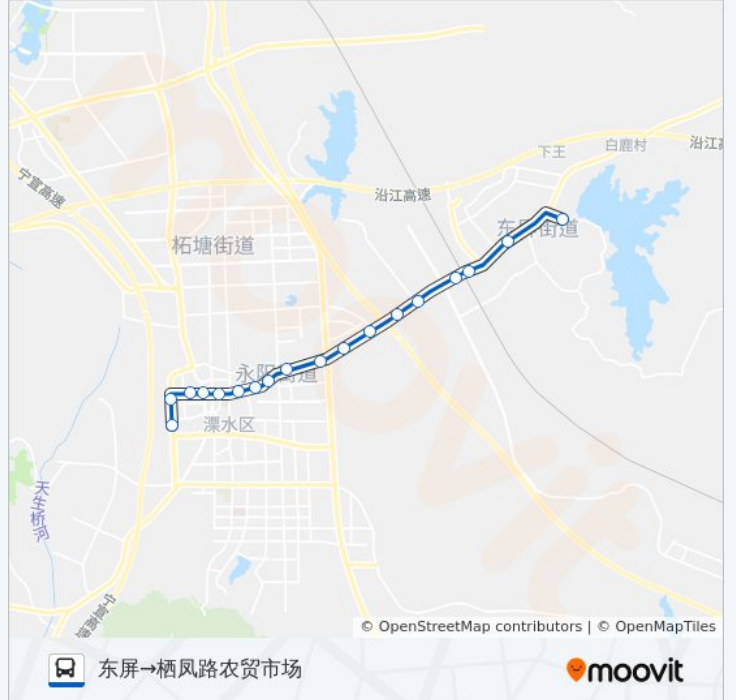 下王
白鹿村
沿江高
宁宣高速
沿江高速
东屏街道
柘塘街道
永阳街道
溧水区
天生桥河
宁宣高速
© OpenStreetMap contributors | © OpenMapTiles
东屏→栖凤路农贸市场
moovit